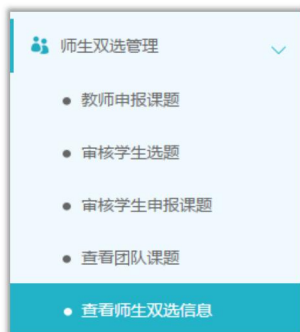 师生双选管理
教师申报课题
审核学生选题
审核学生申报课题
查看团队课题
查看师生双选信息